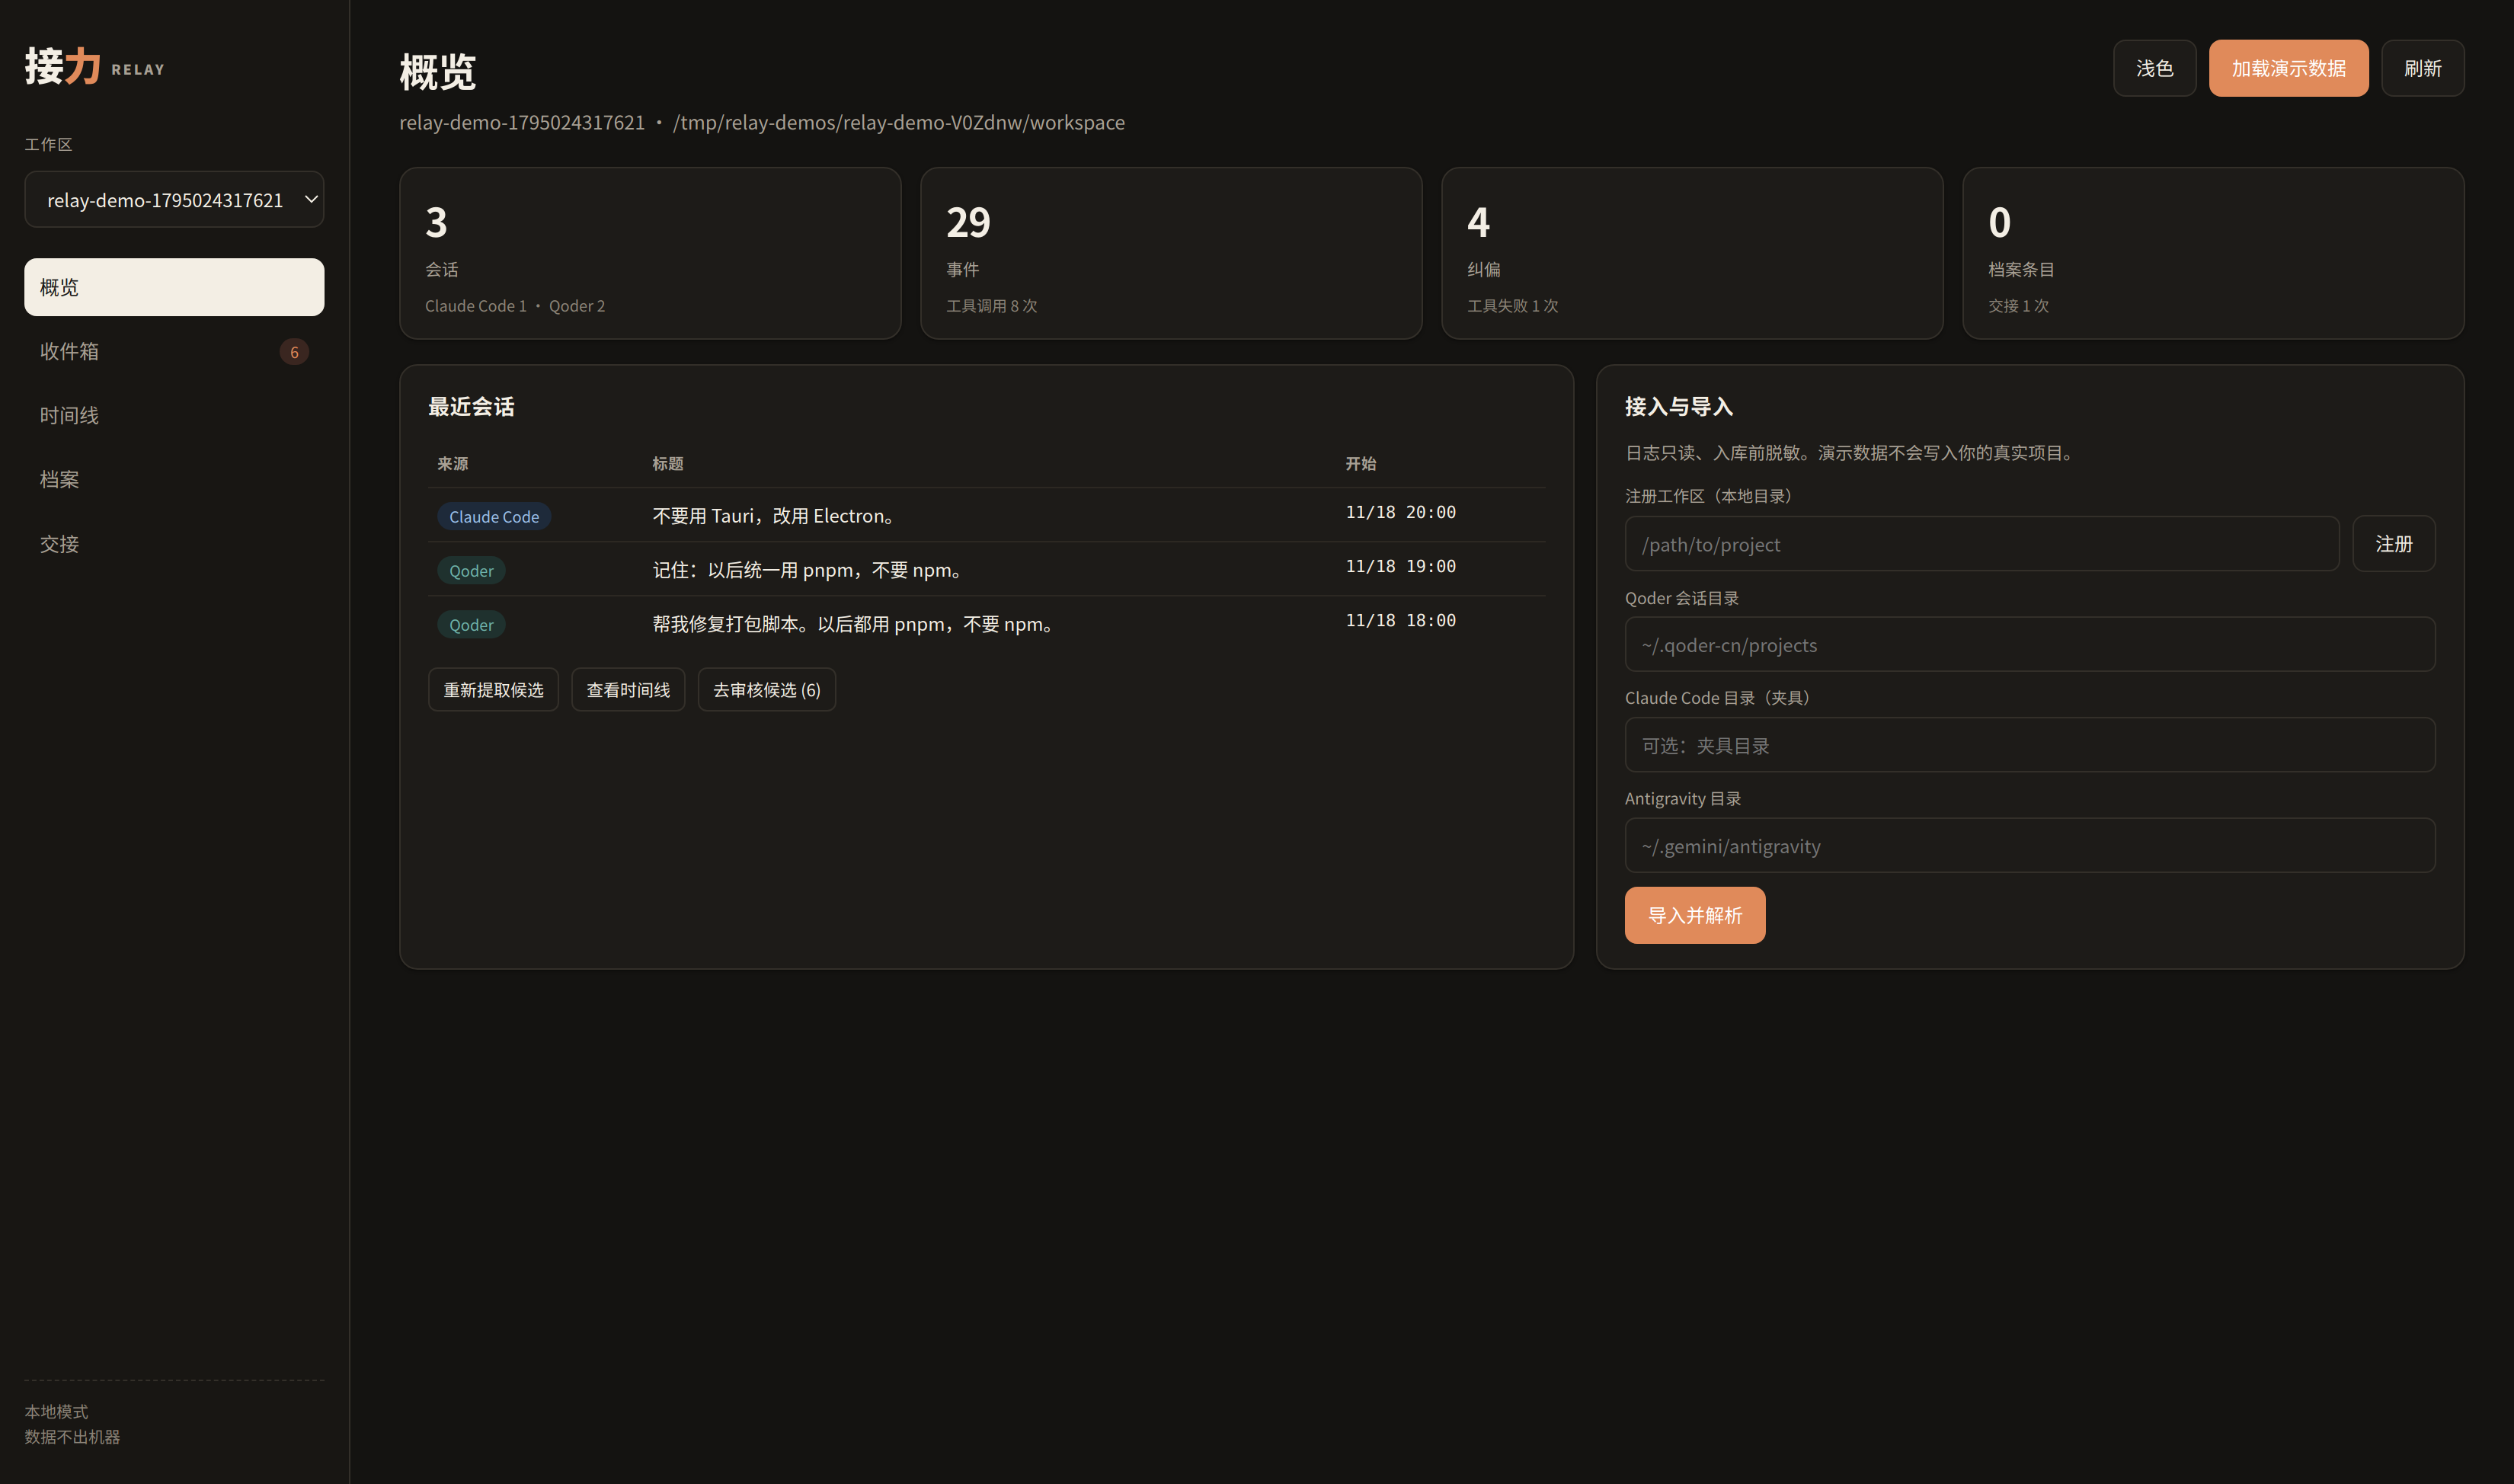 接力 RELAY
工作区
relay-demo-1795024317621
概览
收件箱 6
时间线
档案
交接
本地模式
数据不出机器
概览
relay-demo-1795024317621 · /tmp/relay-demos/relay-demo-V0Zdnw/workspace
浅色 加载演示数据 刷新
3
会话
Claude Code 1 · Qoder 2
29
事件
工具调用 8 次
4
纠偏
工具失败 1 次
0
档案条目
交接 1 次
最近会话
来源 标题 开始
Claude Code 不要用 Tauri，改用 Electron。 11/18 20:00
Qoder 记住：以后统一用 pnpm，不要 npm。 11/18 19:00
Qoder 帮我修复打包脚本。以后都用 pnpm，不要 npm。 11/18 18:00
重新提取候选 查看时间线 去审核候选 (6)
接入与导入
日志只读、入库前脱敏。演示数据不会写入你的真实项目。
注册工作区（本地目录）
/path/to/project 注册
Qoder 会话目录
~/.qoder-cn/projects
Claude Code 目录（夹具）
可选：夹具目录
Antigravity 目录
~/.gemini/antigravity
导入并解析